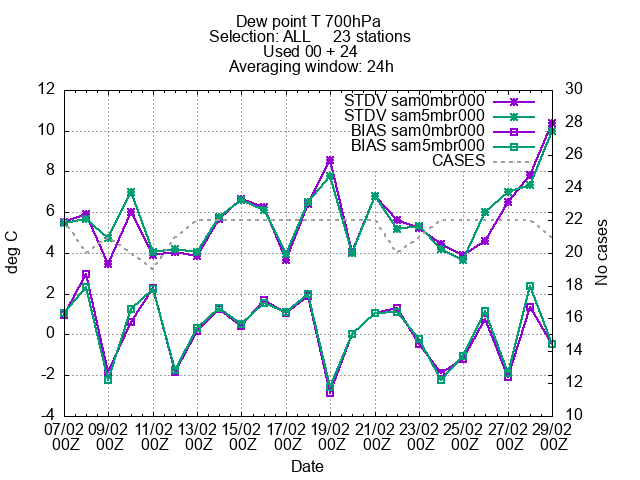 Dew point T 700hPa
Selection: ALL     23 stations
Used 00 + 24
Averaging window: 24h
STDV sam0mbr000
STDV sam5mbr000
BIAS sam0mbr000
BIAS sam5mbr000
CASES
deg C
12
10
8
6
4
2
0
-2
-4
30
28
26
24
22
20
18
16
14
12
10
No cases
07/02 09/02 11/02 13/02 15/02 17/02 19/02 21/02 23/02 25/02 27/02 29/02
00Z 00Z 00Z 00Z 00Z 00Z 00Z 00Z 00Z 00Z 00Z 00Z
Date